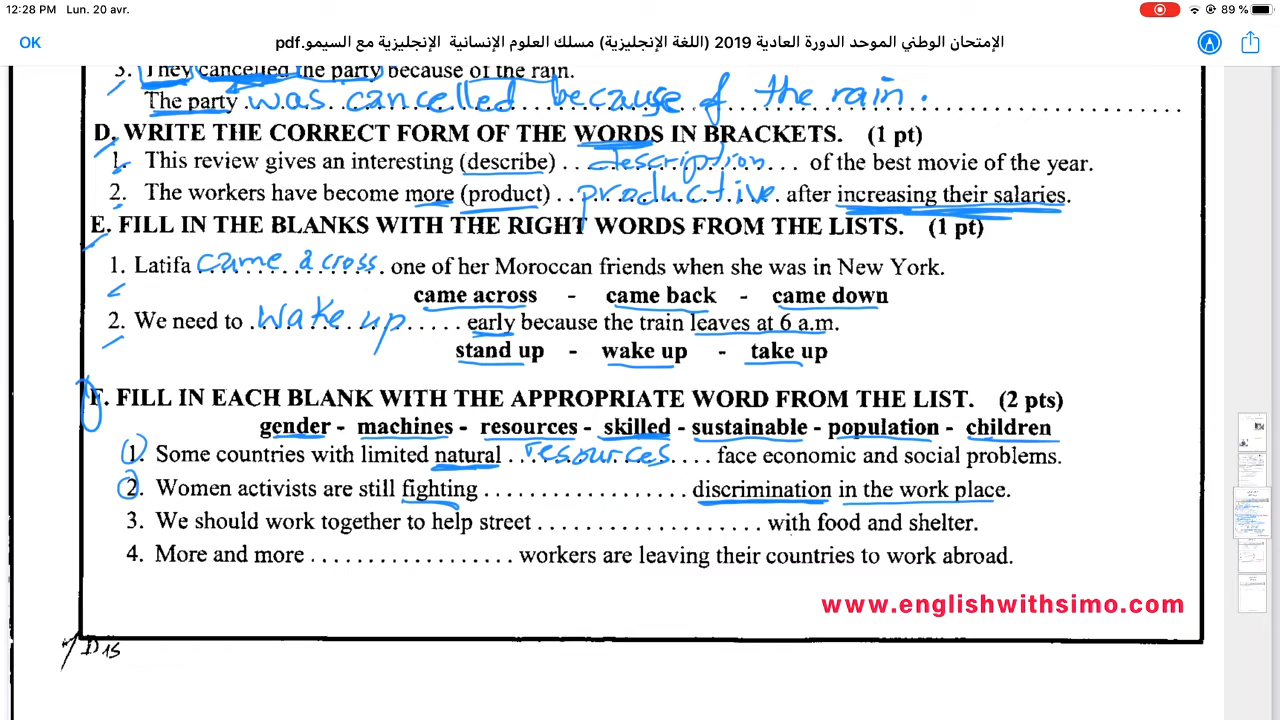 12:28 PM Lun. 20 avr. 89 %
OK الإمتحان الوطني الموحد الدورة العادية 2019 (اللغة الإنجليزية) مسلك العلوم الإنسانية الإنجليزية مع السيمو.pdf
3. They cancelled the party because of the rain.
The party was cancelled because of the rain.
D. WRITE THE CORRECT FORM OF THE WORDS IN BRACKETS. (1 pt)
1. This review gives an interesting (describe) description of the best movie of the year.
2. The workers have become more (product) productive after increasing their salaries.
E. FILL IN THE BLANKS WITH THE RIGHT WORDS FROM THE LISTS. (1 pt)
1. Latifa came across one of her Moroccan friends when she was in New York.
came across - came back - came down
2. We need to wake up early because the train leaves at 6 a.m.
stand up - wake up - take up
F. FILL IN EACH BLANK WITH THE APPROPRIATE WORD FROM THE LIST. (2 pts)
gender - machines - resources - skilled - sustainable - population - children
1. Some countries with limited natural resources face economic and social problems.
2. Women activists are still fighting .................. discrimination in the work place.
3. We should work together to help street .................... with food and shelter.
4. More and more .................. workers are leaving their countries to work abroad.
www.englishwithsimo.com